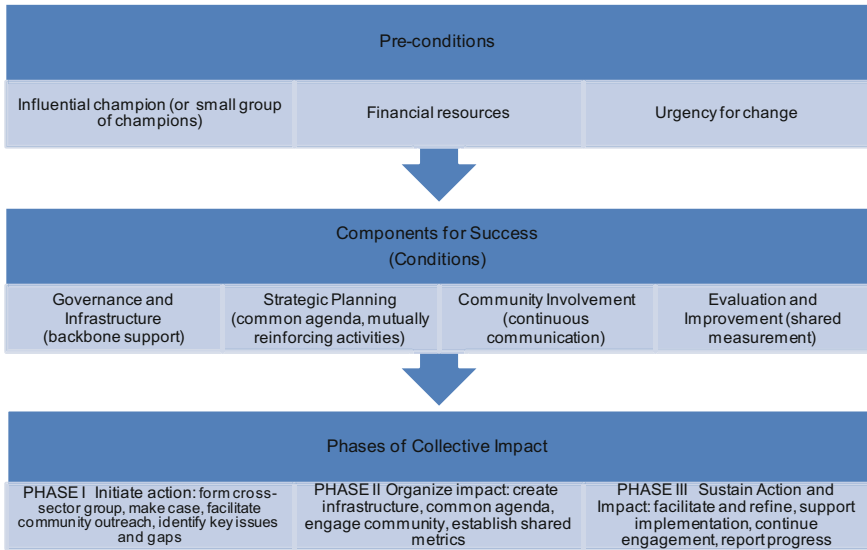 Pre-conditions
Influential champion (or small group
of champions)
Financial resources
Urgency for change
Components for Success
(Conditions)
Governance and
Infrastructure
(backbone support)
Strategic Planning
(common agenda, mutually
reinforcing activities)
Community Involvement
(continuous
communication)
Evaluation and
Improvement (shared
measurement)
Phases of Collective Impact
PHASE I Initiate action: form cross-
sector group, make case, facilitate
community outreach, identify key issues
and gaps
PHASE II Organize impact: create
infrastructure, common agenda,
engage community, establish shared
metrics
PHASE III Sustain Action and
Impact: facilitate and refine, support
implementation, continue
engagement, report progress